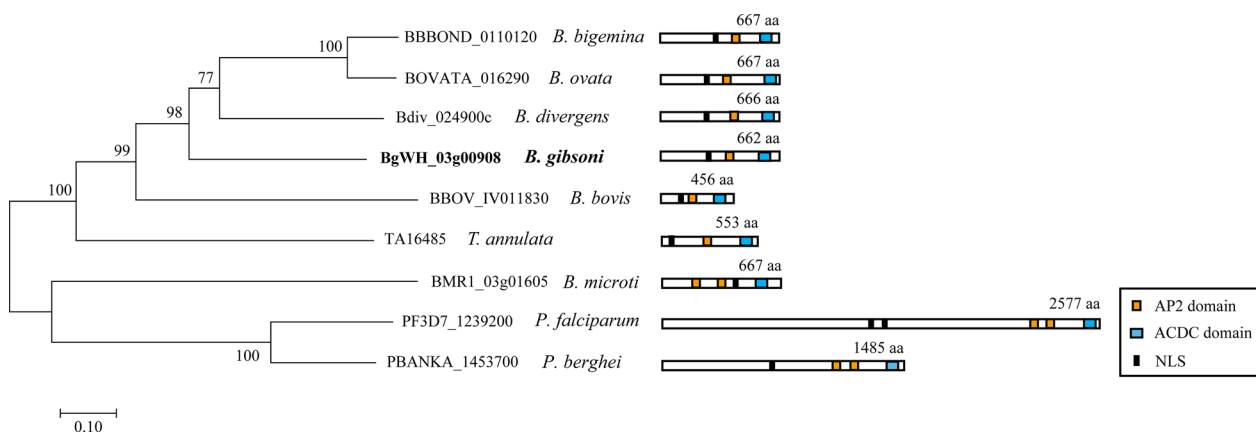 667 aa
100 BBBOND_0110120 B. bigemina
667 aa
77 BOVATA_016290 B. ovata
666 aa
98 Bdiv_024900c B. divergens
662 aa
99 BgWH_03g00908 B. gibsoni
456 aa
100 BBOV_IV011830 B. bovis
553 aa
TA16485 T. annulata
667 aa
BMR1_03g01605 B. microti
2577 aa
PF3D7_1239200 P. falciparum
1485 aa
100 PBANKA_1453700 P. berghei
AP2 domain
ACDC domain
NLS
0.10